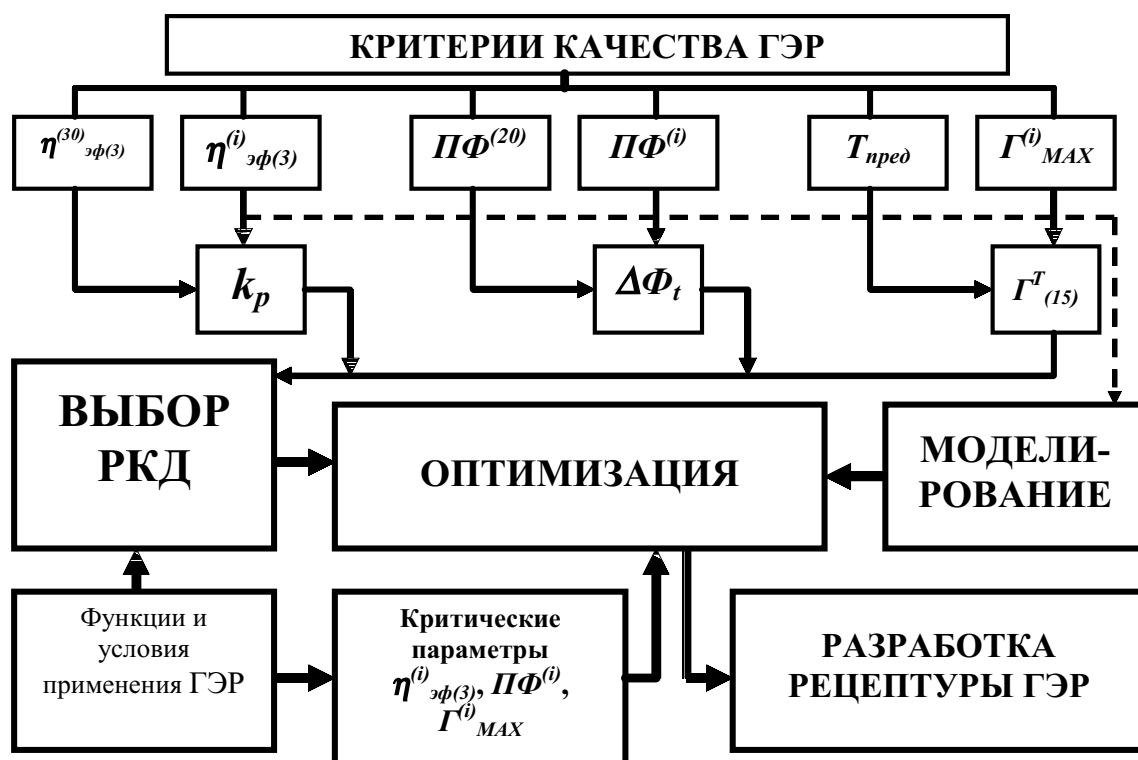 КРИТЕРИИ КАЧЕСТВА ГЭР
η⁽³⁰⁾эф(3)
η⁽ⁱ⁾эф(3)
ПФ⁽²⁰⁾
ПФ⁽ⁱ⁾
Tпред
Г⁽ⁱ⁾MAX
kр
ΔФt
Гᵀ(15)
ВЫБОР
РКД
ОПТИМИЗАЦИЯ
МОДЕЛИ-
РОВАНИЕ
Функции и
условия
применения ГЭР
Критические
параметры
η⁽ⁱ⁾эф(3), ПФ⁽ⁱ⁾,
Г⁽ⁱ⁾MAX
РАЗРАБОТКА
РЕЦЕПТУРЫ ГЭР